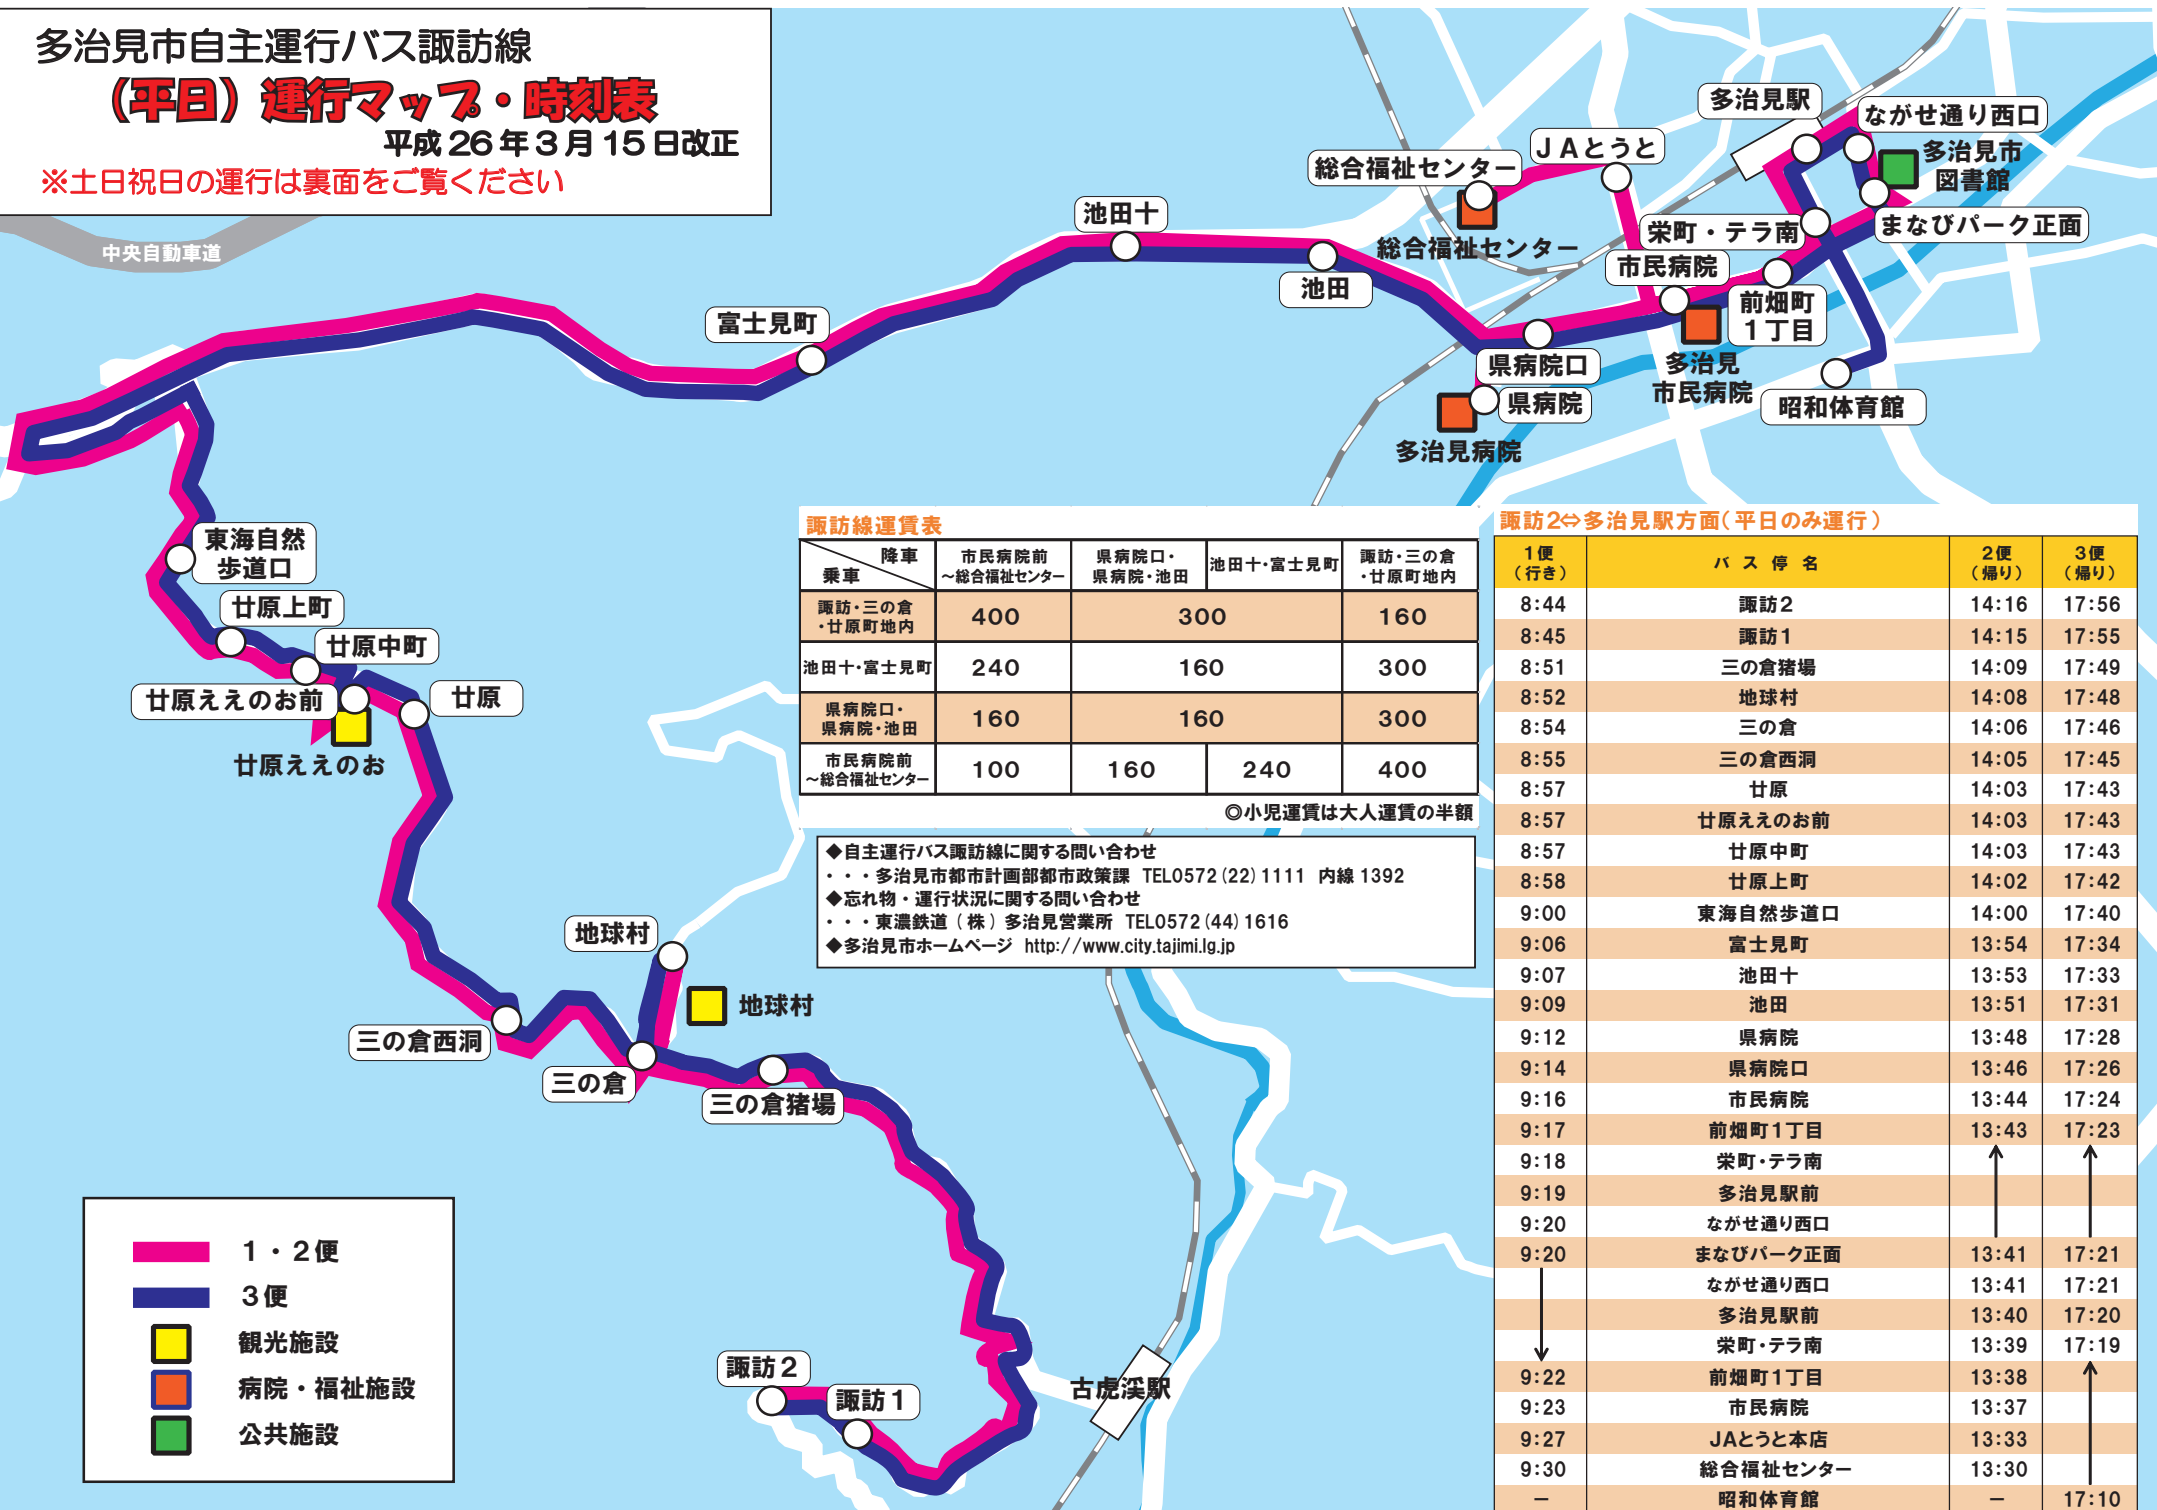 多治見市自主運行バス諏訪線
（平日）運行マップ・時刻表
平成26年3月15日改正
※土日祝日の運行は裏面をご覧ください
中央自動車道
多治見駅
ながせ通り西口
多治見市
図書館
まなびパーク正面
JAとうと
総合福祉センター
総合福祉センター
栄町・テラ南
市民病院
前畑町
1丁目
多治見
市民病院
昭和体育館
池田十
池田
県病院口
県病院
多治見病院
富士見町
東海自然
歩道口
廿原上町
廿原中町
廿原ええのお前
廿原
廿原ええのお
地球村
地球村
三の倉西洞
三の倉
三の倉猪場
諏訪2
諏訪1
古虎渓駅
諏訪線運賃表
降車
乗車
市民病院前
～総合福祉センター
県病院口・
県病院・池田
池田十・富士見町
諏訪・三の倉
・廿原町地内
諏訪・三の倉
・廿原町地内
400 300 160
池田十・富士見町 240 160 300
県病院口・
県病院・池田
160 160 300
市民病院前
～総合福祉センター
100 160 240 400
◎小児運賃は大人運賃の半額
◆自主運行バス諏訪線に関する問い合わせ
・・・多治見市都市計画部都市政策課 TEL0572(22)1111 内線1392
◆忘れ物・運行状況に関する問い合わせ
・・・東濃鉄道（株）多治見営業所 TEL0572(44)1616
◆多治見市ホームページ http://www.city.tajimi.lg.jp
諏訪2⇔多治見駅方面（平日のみ運行）
1便（行き） バス停名 2便（帰り） 3便（帰り）
8:44 諏訪2 14:16 17:56
8:45 諏訪1 14:15 17:55
8:51 三の倉猪場 14:09 17:49
8:52 地球村 14:08 17:48
8:54 三の倉 14:06 17:46
8:55 三の倉西洞 14:05 17:45
8:57 廿原 14:03 17:43
8:57 廿原ええのお前 14:03 17:43
8:57 廿原中町 14:03 17:43
8:58 廿原上町 14:02 17:42
9:00 東海自然歩道口 14:00 17:40
9:06 富士見町 13:54 17:34
9:07 池田十 13:53 17:33
9:09 池田 13:51 17:31
9:12 県病院 13:48 17:28
9:14 県病院口 13:46 17:26
9:16 市民病院 13:44 17:24
9:17 前畑町1丁目 13:43 17:23
9:18 栄町・テラ南
9:19 多治見駅前
9:20 ながせ通り西口
9:20 まなびパーク正面 13:41 17:21
ながせ通り西口 13:41 17:21
多治見駅前 13:40 17:20
栄町・テラ南 13:39 17:19
9:22 前畑町1丁目 13:38
9:23 市民病院 13:37
9:27 JAとうと本店 13:33
9:30 総合福祉センター 13:30
－ 昭和体育館 － 17:10
1・2便
3便
観光施設
病院・福祉施設
公共施設